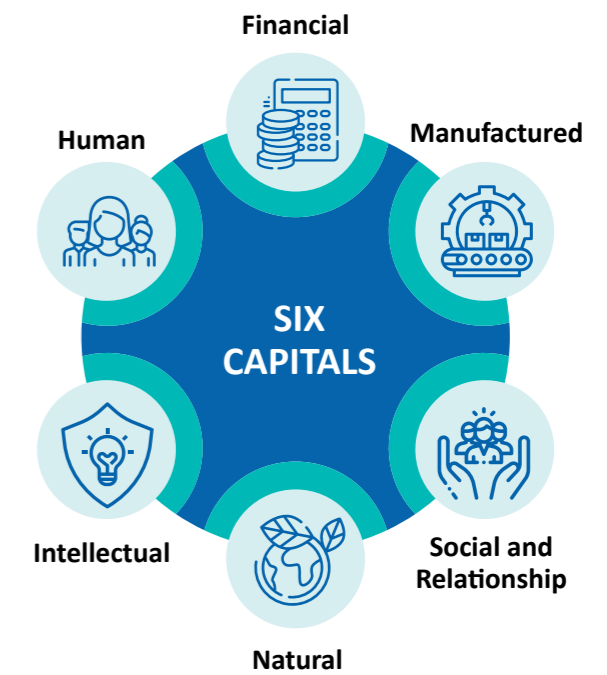 Financial
Human
Manufactured
SIX
CAPITALS
Intellectual
Social and
Relationship
Natural